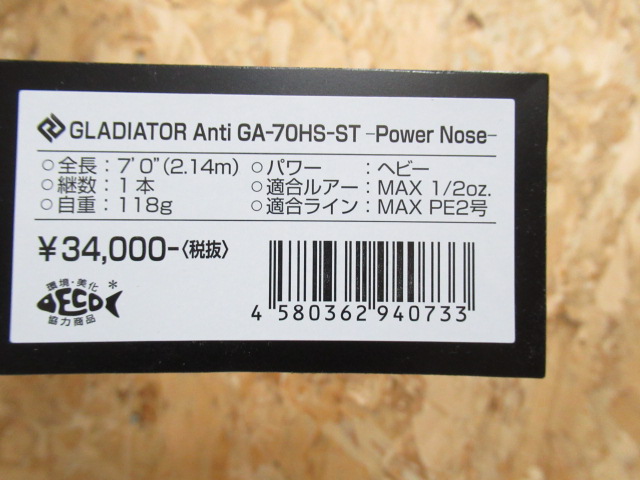 GLADIATOR Anti GA-70HS-ST -Power Nose-
○全長：7'0"(2.14m) ○パワー ：ヘビー
○継数：1本 ○適合ルアー：MAX 1/2oz.
○自重：118g ○適合ライン：MAX PE2号
¥34,000-〈税抜〉
環境・美化*
ECO
協力商品
4 580362 940733